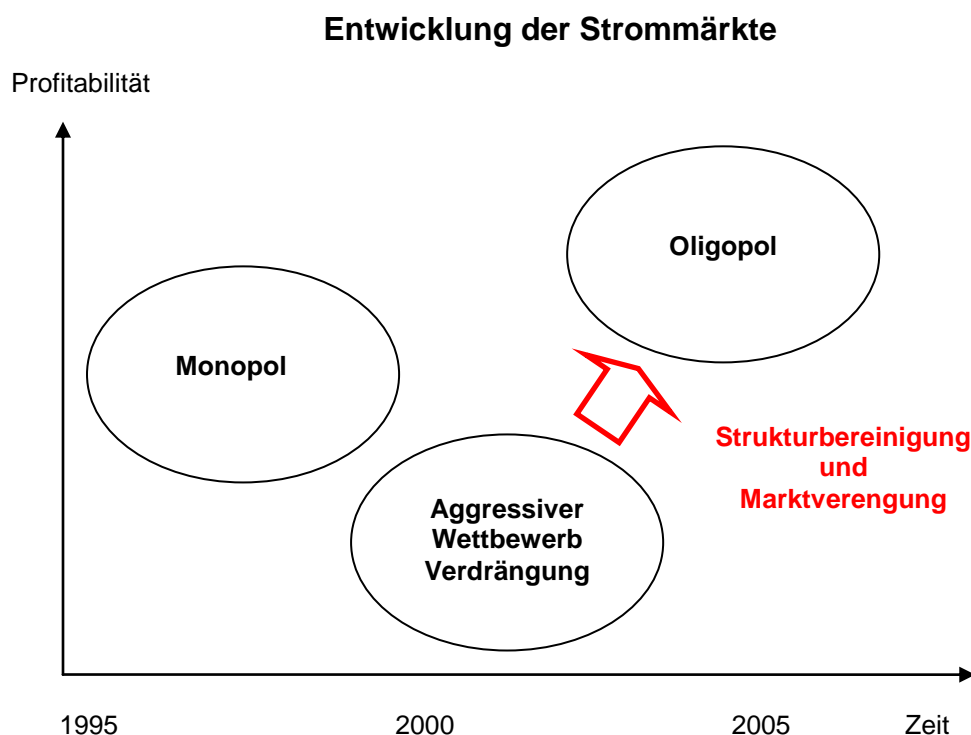 Entwicklung der Strommärkte
Profitabilität
Oligopol
Monopol
Strukturbereinigung
und
Marktverengung
Aggressiver
Wettbewerb
Verdrängung
1995
2000
2005
Zeit